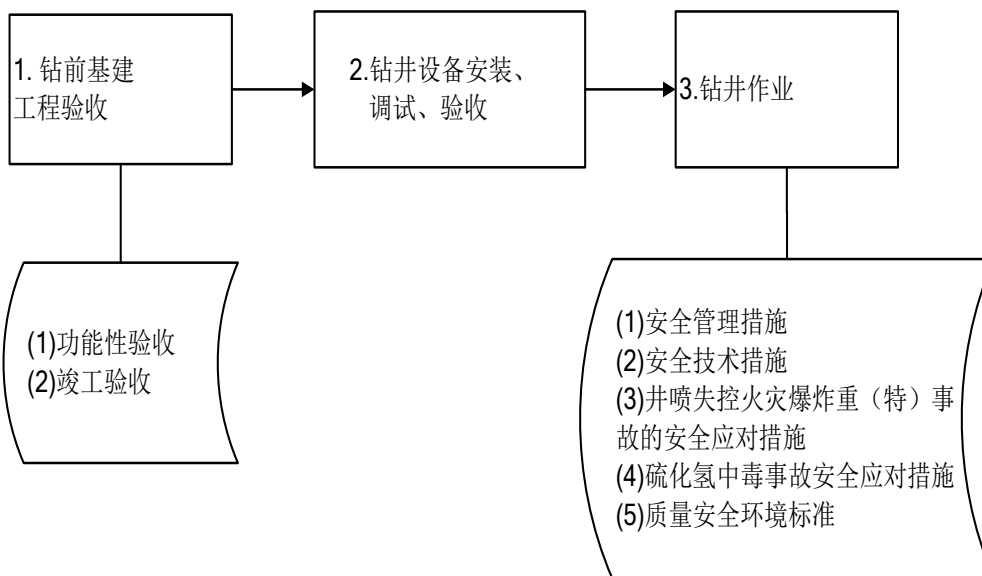 1. 钻前基建
工程验收
2.钻井设备安装、
调试、验收
3.钻井作业
(1)功能性验收
(2)竣工验收
(1)安全管理措施
(2)安全技术措施
(3)井喷失控火灾爆炸重（特）事
故的安全应对措施
(4)硫化氢中毒事故安全应对措施
(5)质量安全环境标准